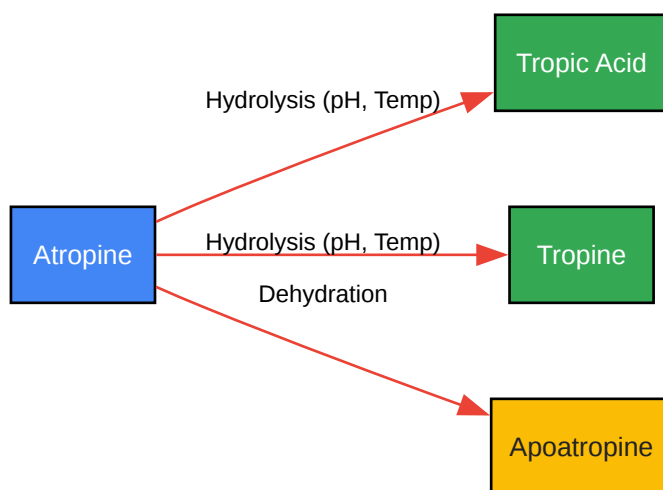 Tropic Acid
Hydrolysis (pH, Temp)
Atropine
Hydrolysis (pH, Temp)
Tropine
Dehydration
Apoatropine